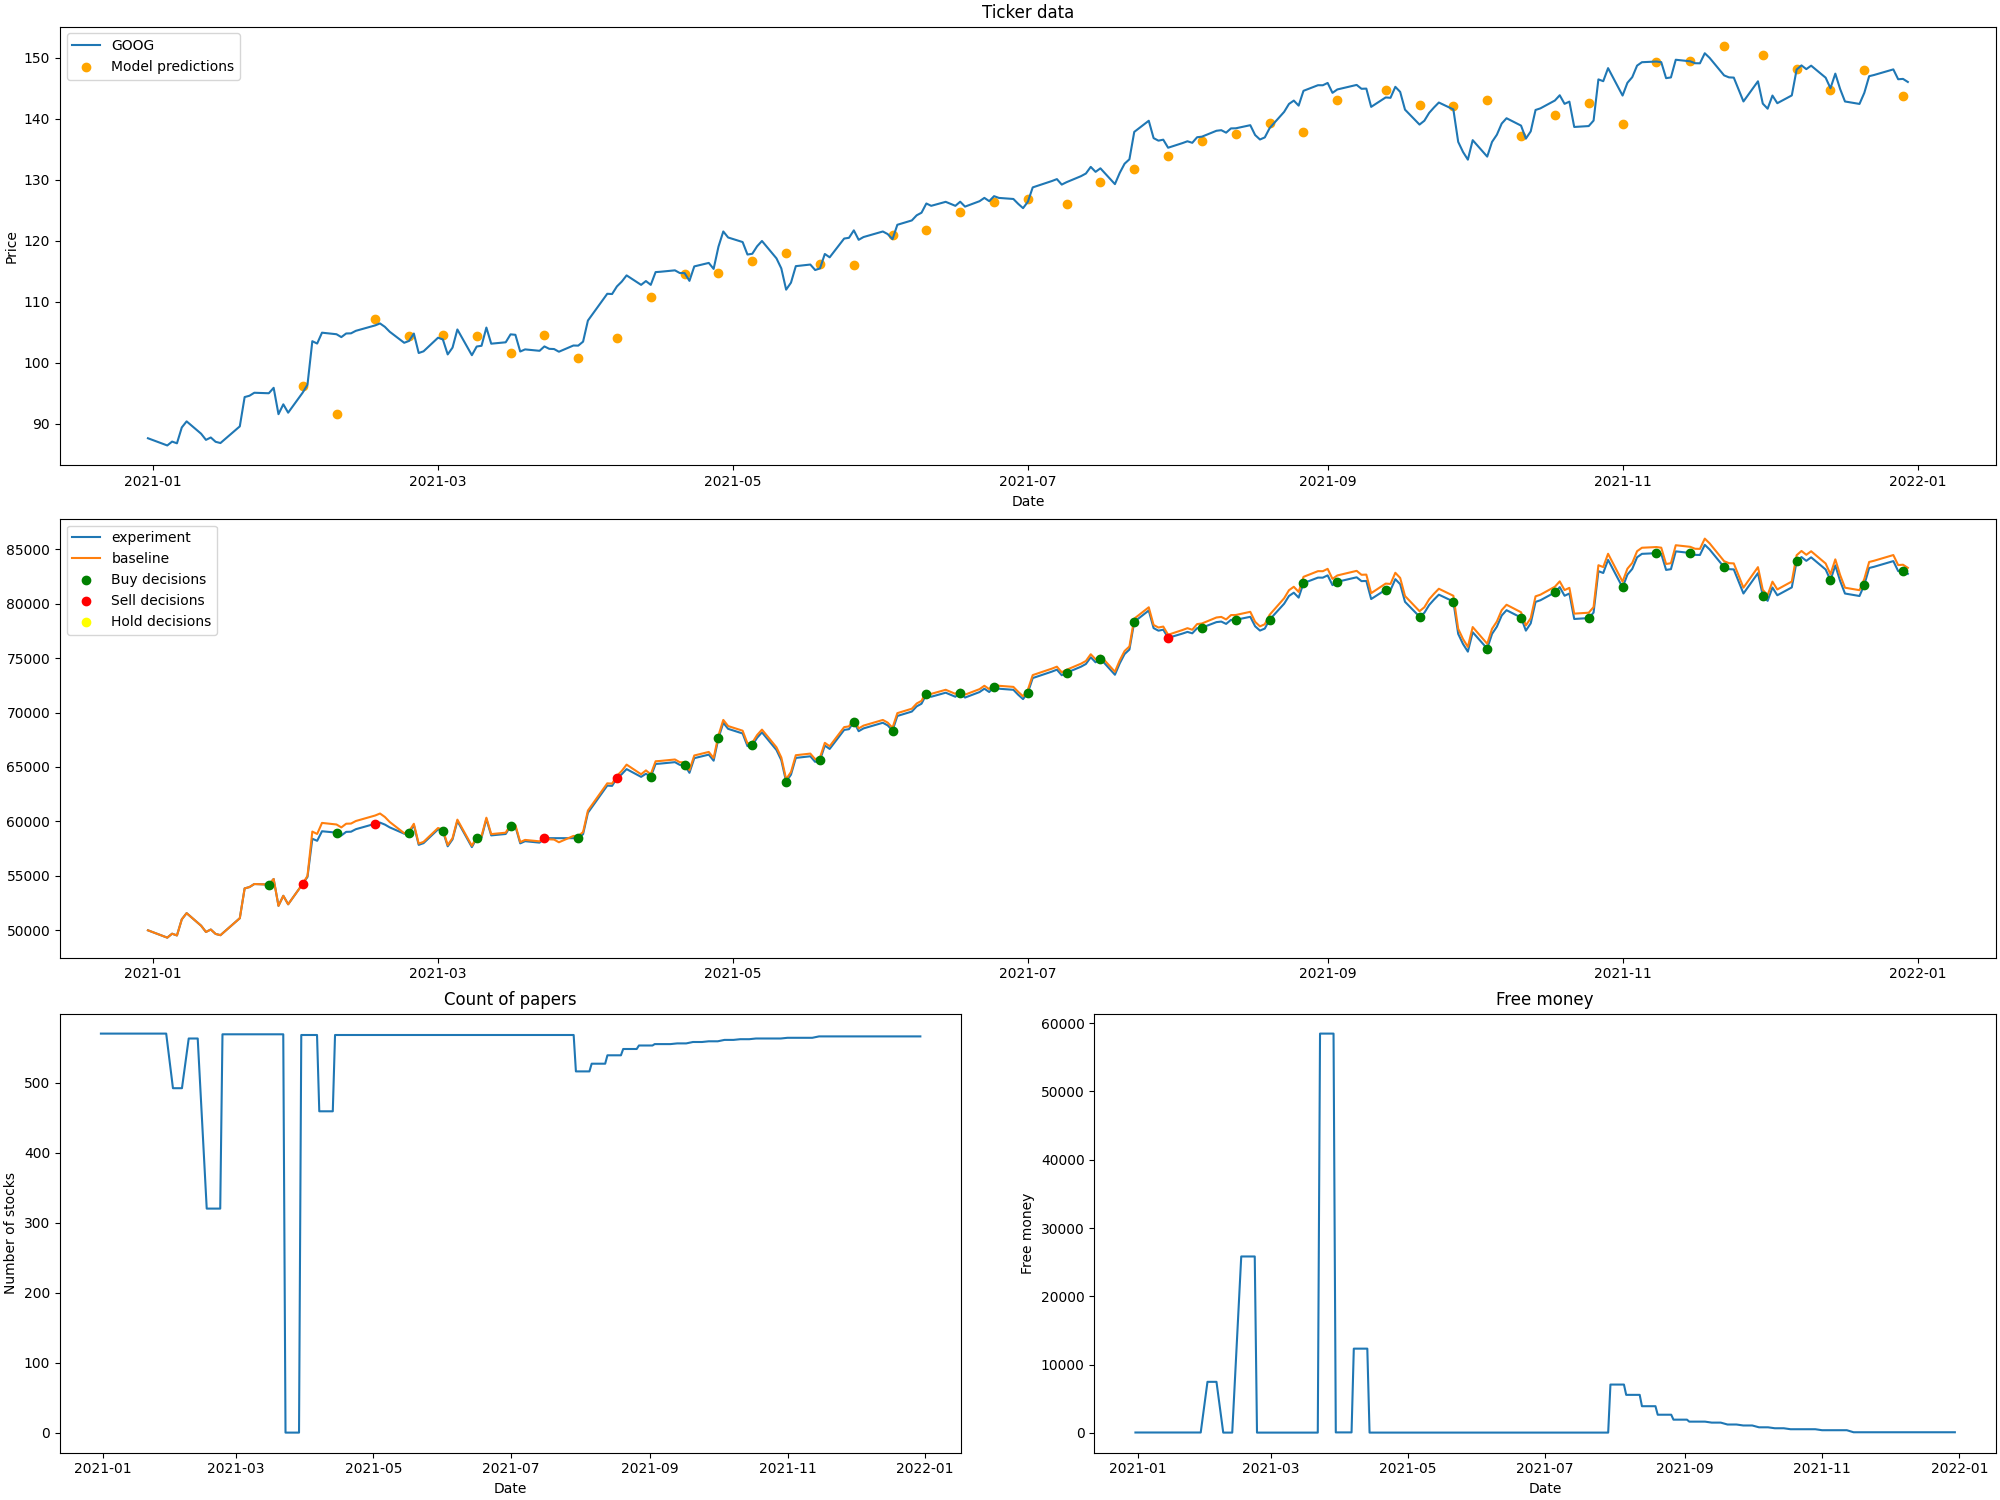 Ticker data
GOOG
Model predictions
Price
150
140
130
120
110
100
90
2021-01 2021-03 2021-05 2021-07 2021-09 2021-11 2022-01
Date
experiment
baseline
Buy decisions
Sell decisions
Hold decisions
85000
80000
75000
70000
65000
60000
55000
50000
2021-01 2021-03 2021-05 2021-07 2021-09 2021-11 2022-01
Count of papers
Number of stocks
500
400
300
200
100
0
2021-01 2021-03 2021-05 2021-07 2021-09 2021-11 2022-01
Date
Free money
Free money
60000
50000
40000
30000
20000
10000
0
2021-01 2021-03 2021-05 2021-07 2021-09 2021-11 2022-01
Date